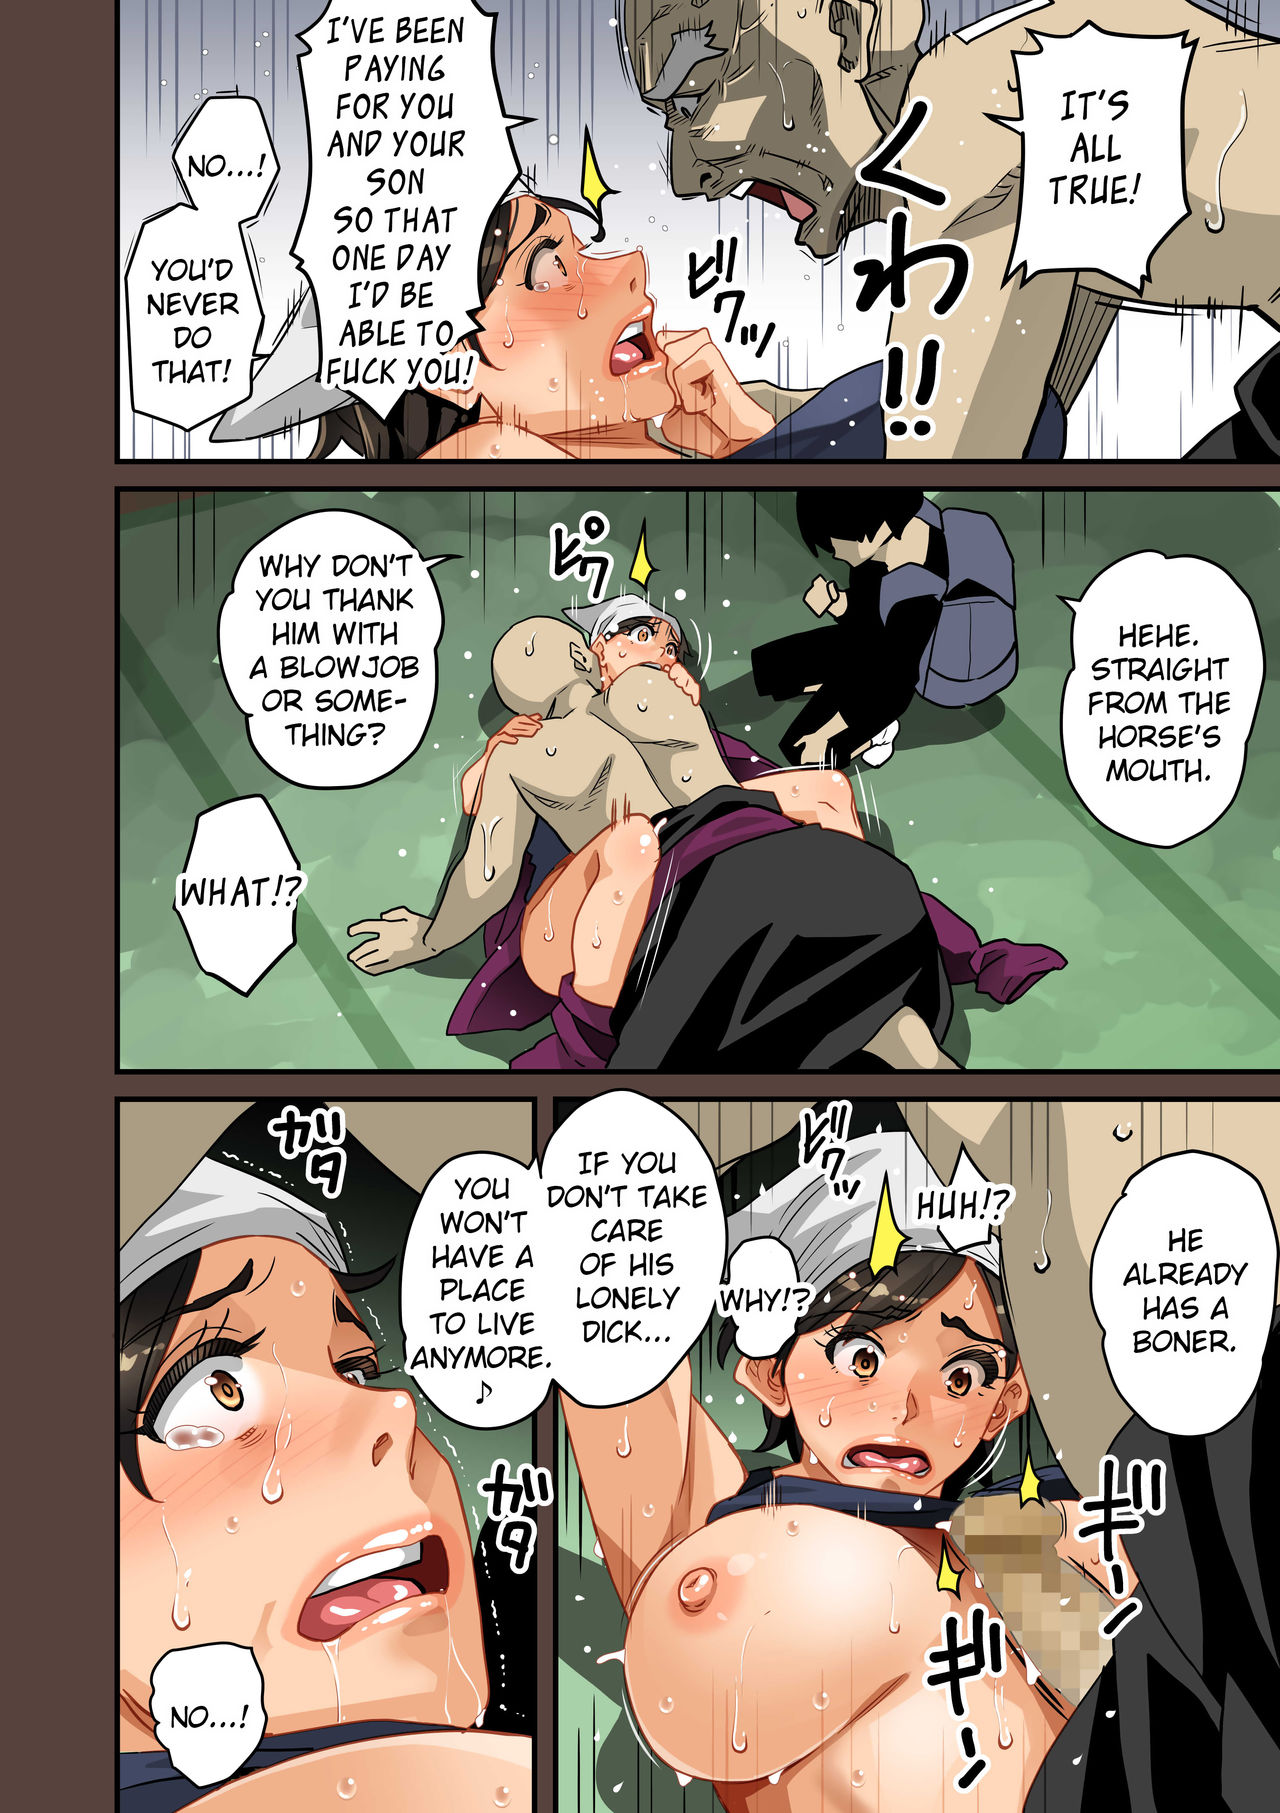 IT'S
ALL
TRUE!
くわ!!
I'VE BEEN
PAYING
FOR YOU
AND YOUR
SON
SO THAT
ONE DAY
I'D BE
ABLE TO
FUCK YOU!
ビクッ
NO...!
YOU'D
NEVER
DO
THAT!
HEHE.
STRAIGHT
FROM THE
HORSE'S
MOUTH.
ピク
WHY DON'T
YOU THANK
HIM WITH
A BLOWJOB
OR SOME-
THING?
WHAT!?
HE
ALREADY
HAS A
BONER.
HUH!?
ビクッ
WHY!?
ギン
ギン
IF YOU
DON'T TAKE
CARE
OF HIS
LONELY
DICK...
YOU
WON'T
HAVE A
PLACE
TO LIVE
ANYMORE.
♪
ガタ
ガタ
NO...!